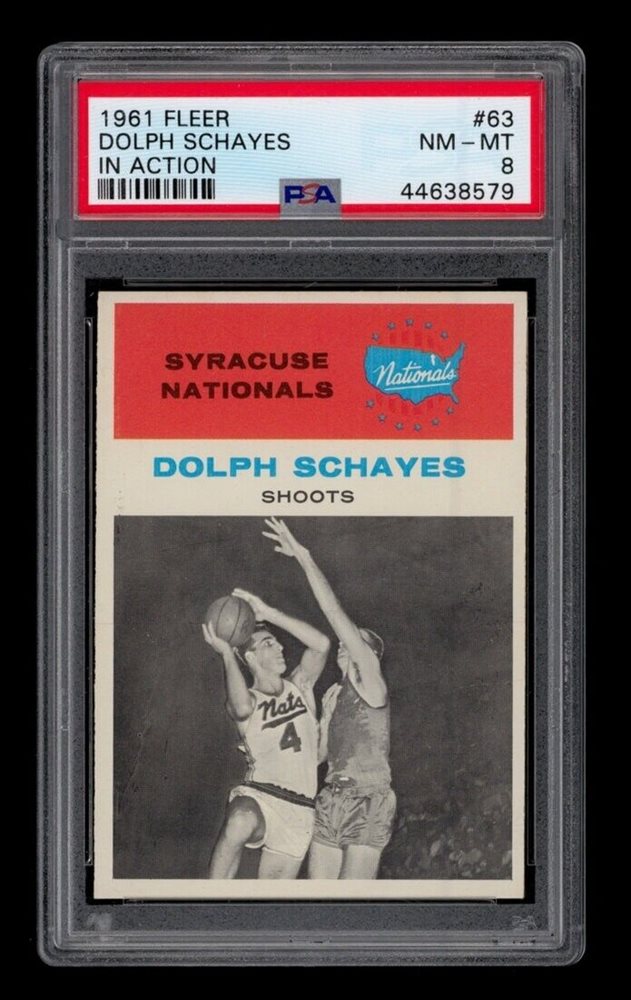 1961 FLEER #63
DOLPH SCHAYES NM - MT
IN ACTION 8
PSA 44638579
SYRACUSE
NATIONALS
Nationals
DOLPH SCHAYES
SHOOTS
Nats
4